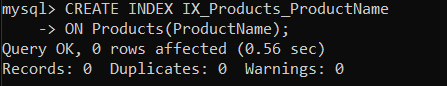 mysql> CREATE INDEX IX_Products_ProductName
    -> ON Products(ProductName);
Query OK, 0 rows affected (0.56 sec)
Records: 0  Duplicates: 0  Warnings: 0